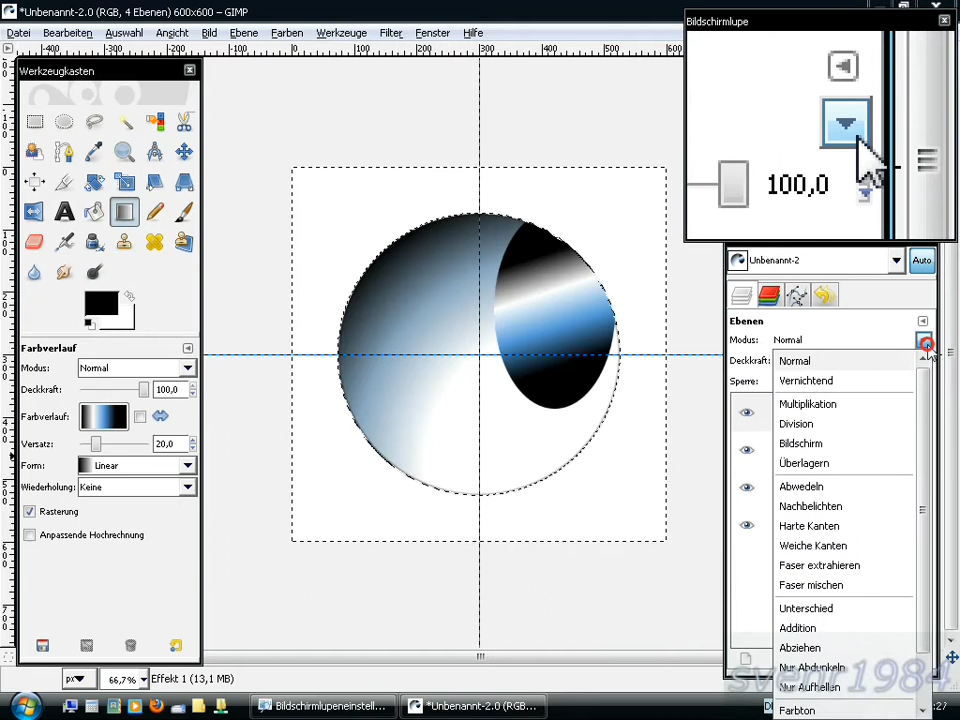 *Unbenannt-2.0 (RGB, 4 Ebenen) 600x600 – GIMP
Datei Bearbeiten Auswahl Ansicht Bild Ebene Farben Werkzeuge Filter Fenster Hilfe
Bildschirmlupe
100,0
Werkzeugkasten
Farbverlauf
Modus: Normal
Deckkraft: 100,0
Farbverlauf:
Versatz: 20,0
Form: Linear
Wiederholung: Keine
Rasterung
Anpassende Hochrechnung
Unbenannt-2
Auto
Ebenen
Modus: Normal
Deckkraft:
Sperre:
Normal
Vernichtend
Multiplikation
Division
Bildschirm
Überlagern
Abwedeln
Nachbelichten
Harte Kanten
Weiche Kanten
Faser extrahieren
Faser mischen
Unterschied
Addition
Abziehen
Nur Abdunkeln
Nur Aufhellen
Farbton
px 66,7% Effekt 1 (13,1 MB)
svenr1984
Bildschirmlupeneinstell...
*Unbenannt-2.0 (RGB...